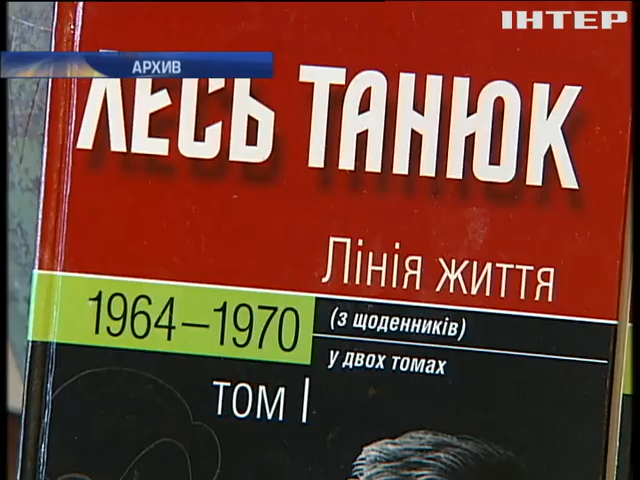 ІНТЕР
АРХИВ
ЛЕСЬ ТАНЮК
Лінія життя
1964–1970
(з щоденників)
у двох томах
ТОМ I